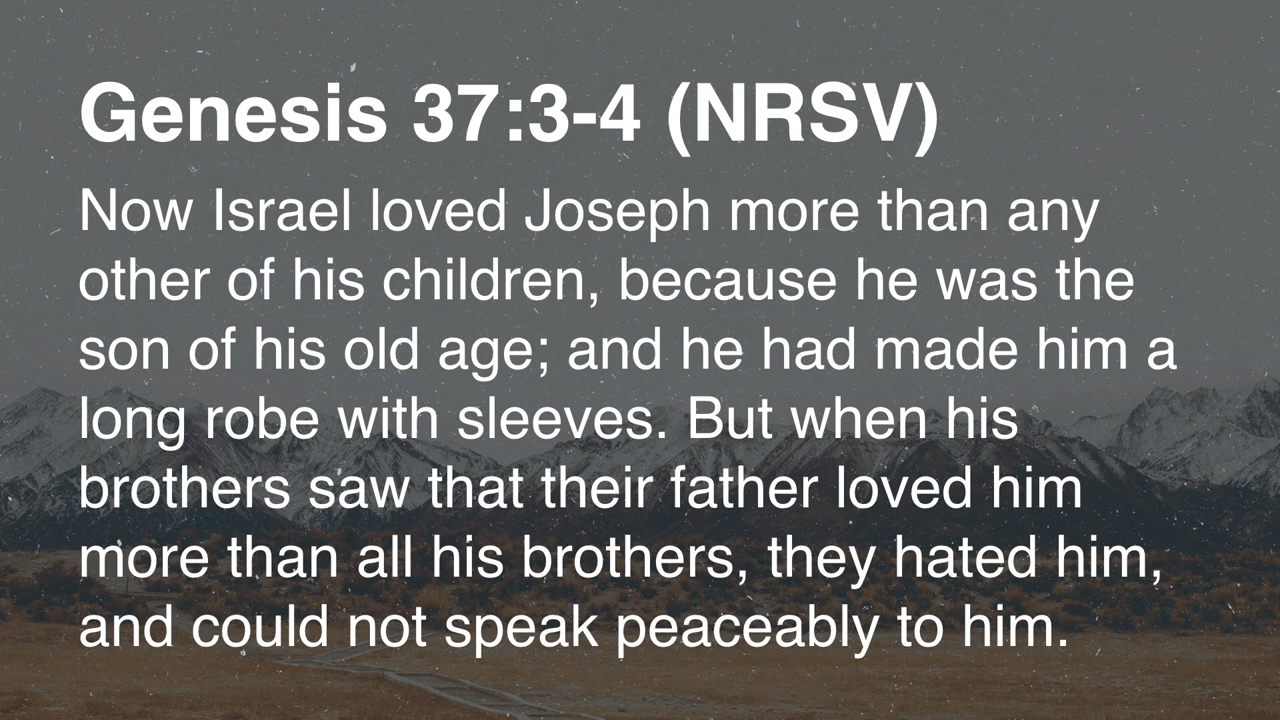 Genesis 37:3-4 (NRSV)
Now Israel loved Joseph more than any
other of his children, because he was the
son of his old age; and he had made him a
long robe with sleeves. But when his
brothers saw that their father loved him
more than all his brothers, they hated him,
and could not speak peaceably to him.